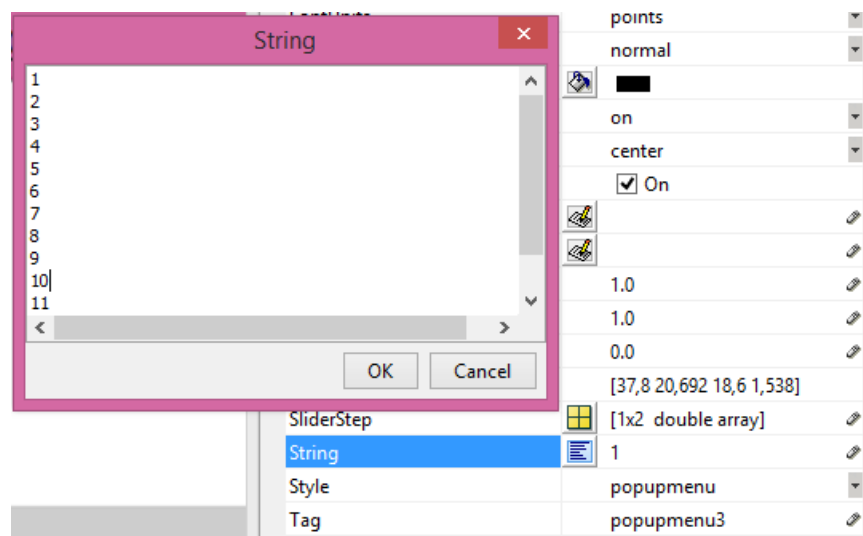 points
String
normal
1
2
3
4
5
6
7
8
9
10
11
on
center
On
1.0
1.0
0.0
OK
Cancel
[37,8 20,692 18,6 1,538]
SliderStep
[1x2 double array]
String
1
Style
popupmenu
Tag
popupmenu3